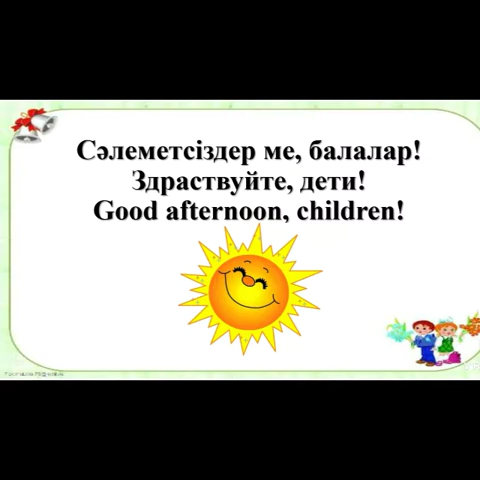 Сәлеметсіздер ме, балалар!
Здраствуйте, дети!
Good afternoon, children!